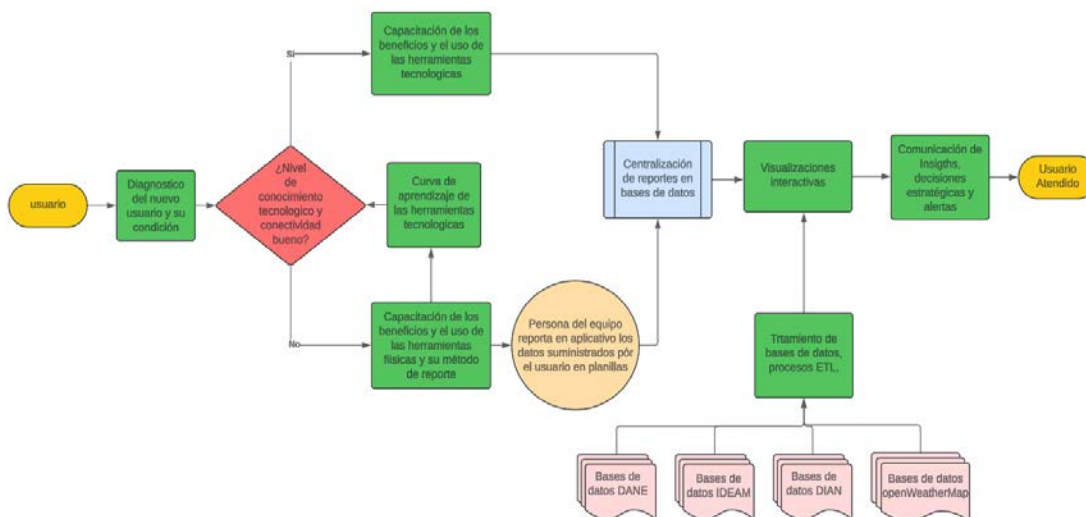 usuario
Diagnostico
del nuevo
usuario y su
condición
¿Nivel
de
conocimiento
tecnologico y
conectividad
bueno?
Si
Capacitación de los
beneficios y el uso de
las herramientas
tecnologicas
Curva de
aprendizaje de
las herramientas
tecnologicas
No
Capacitación de los
beneficios y el uso de
las herramientas
físicas y su método
de reporte
Persona del equipo
reporta en aplicativo los
datos suministrados pór
el usuario en planillas
Centralización
de reportes en
bases de datos
Visualizaciones
interactivas
Comunicación de
Insigths,
decisiones
estratégicas y
alertas
Usuario
Atendido
Trtamiento de
bases de datos,
procesos ETL,
Bases de
datos DANE
Bases de
datos IDEAM
Bases de
datos DIAN
Bases de datos
openWeatherMap